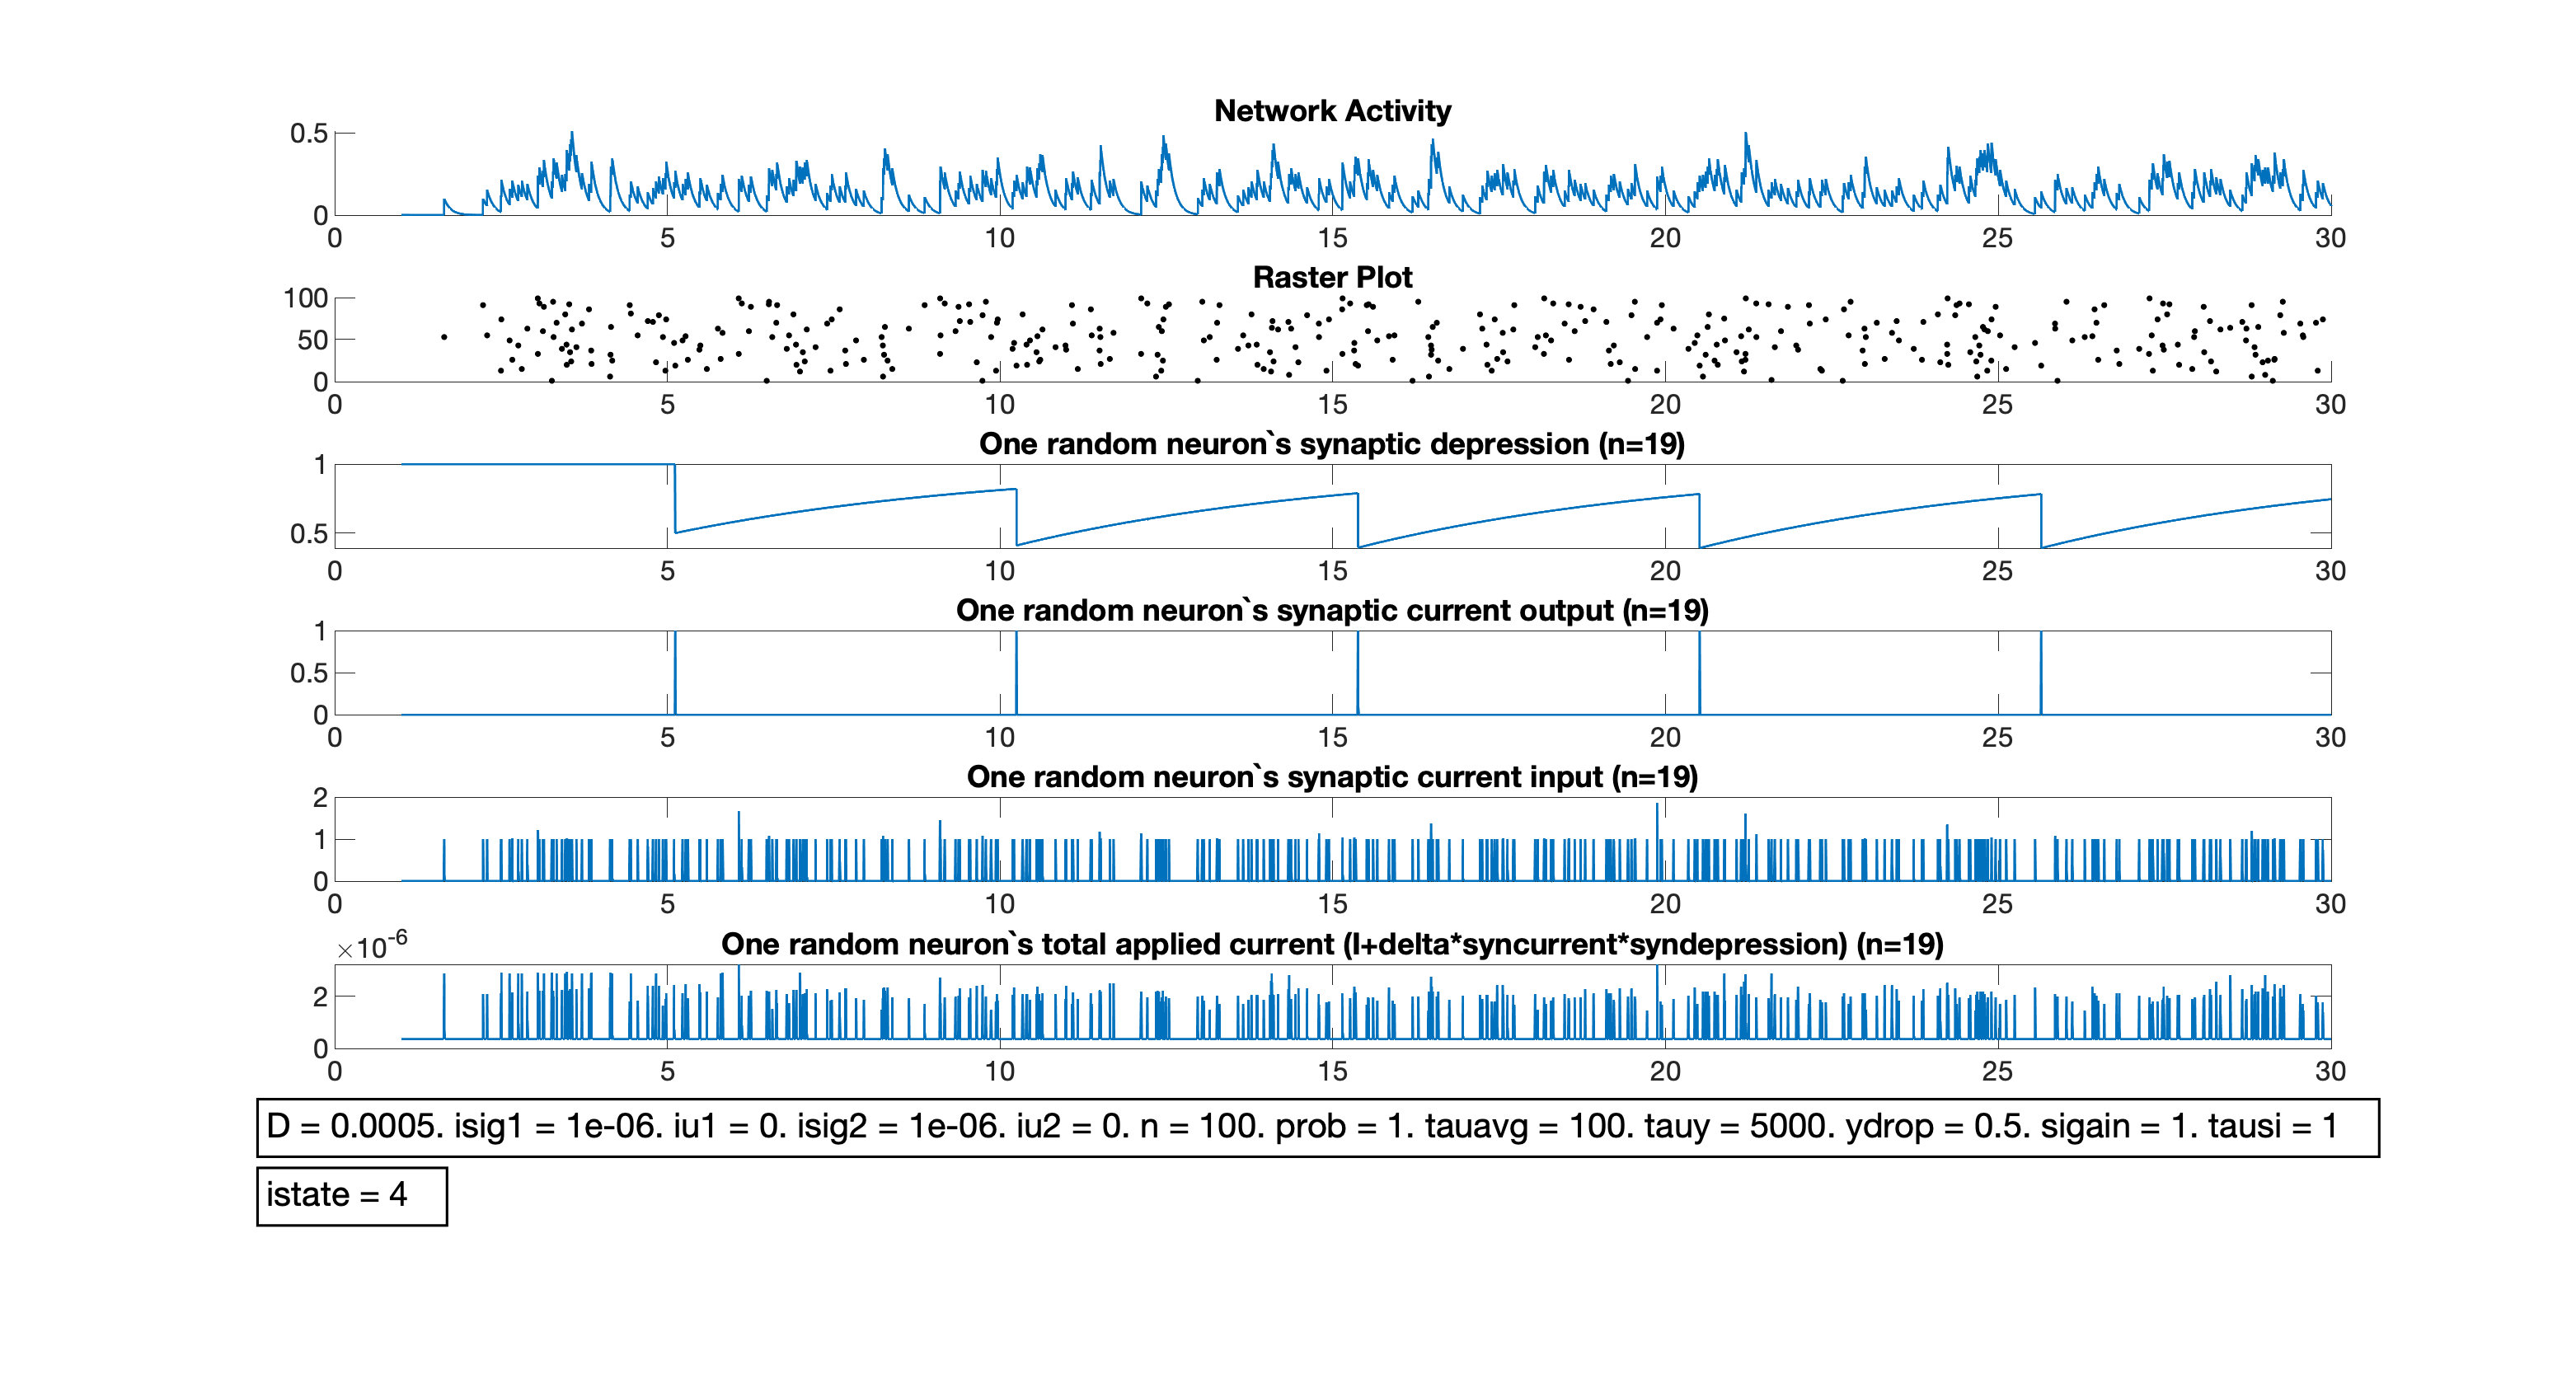 Network Activity
0.5
0
0 5 10 15 20 25 30
Raster Plot
100
50
0
0 5 10 15 20 25 30
One random neuron`s synaptic depression (n=19)
1
0.5
0 5 10 15 20 25 30
One random neuron`s synaptic current output (n=19)
1
0.5
0
0 5 10 15 20 25 30
One random neuron`s synaptic current input (n=19)
2
1
0
0 5 10 15 20 25 30
×10-6
One random neuron`s total applied current (I+delta*syncurrent*syndepression) (n=19)
2
0
0 5 10 15 20 25 30
D = 0.0005. isig1 = 1e-06. iu1 = 0. isig2 = 1e-06. iu2 = 0. n = 100. prob = 1. tauavg = 100. tauy = 5000. ydrop = 0.5. sigain = 1. tausi = 1
istate = 4